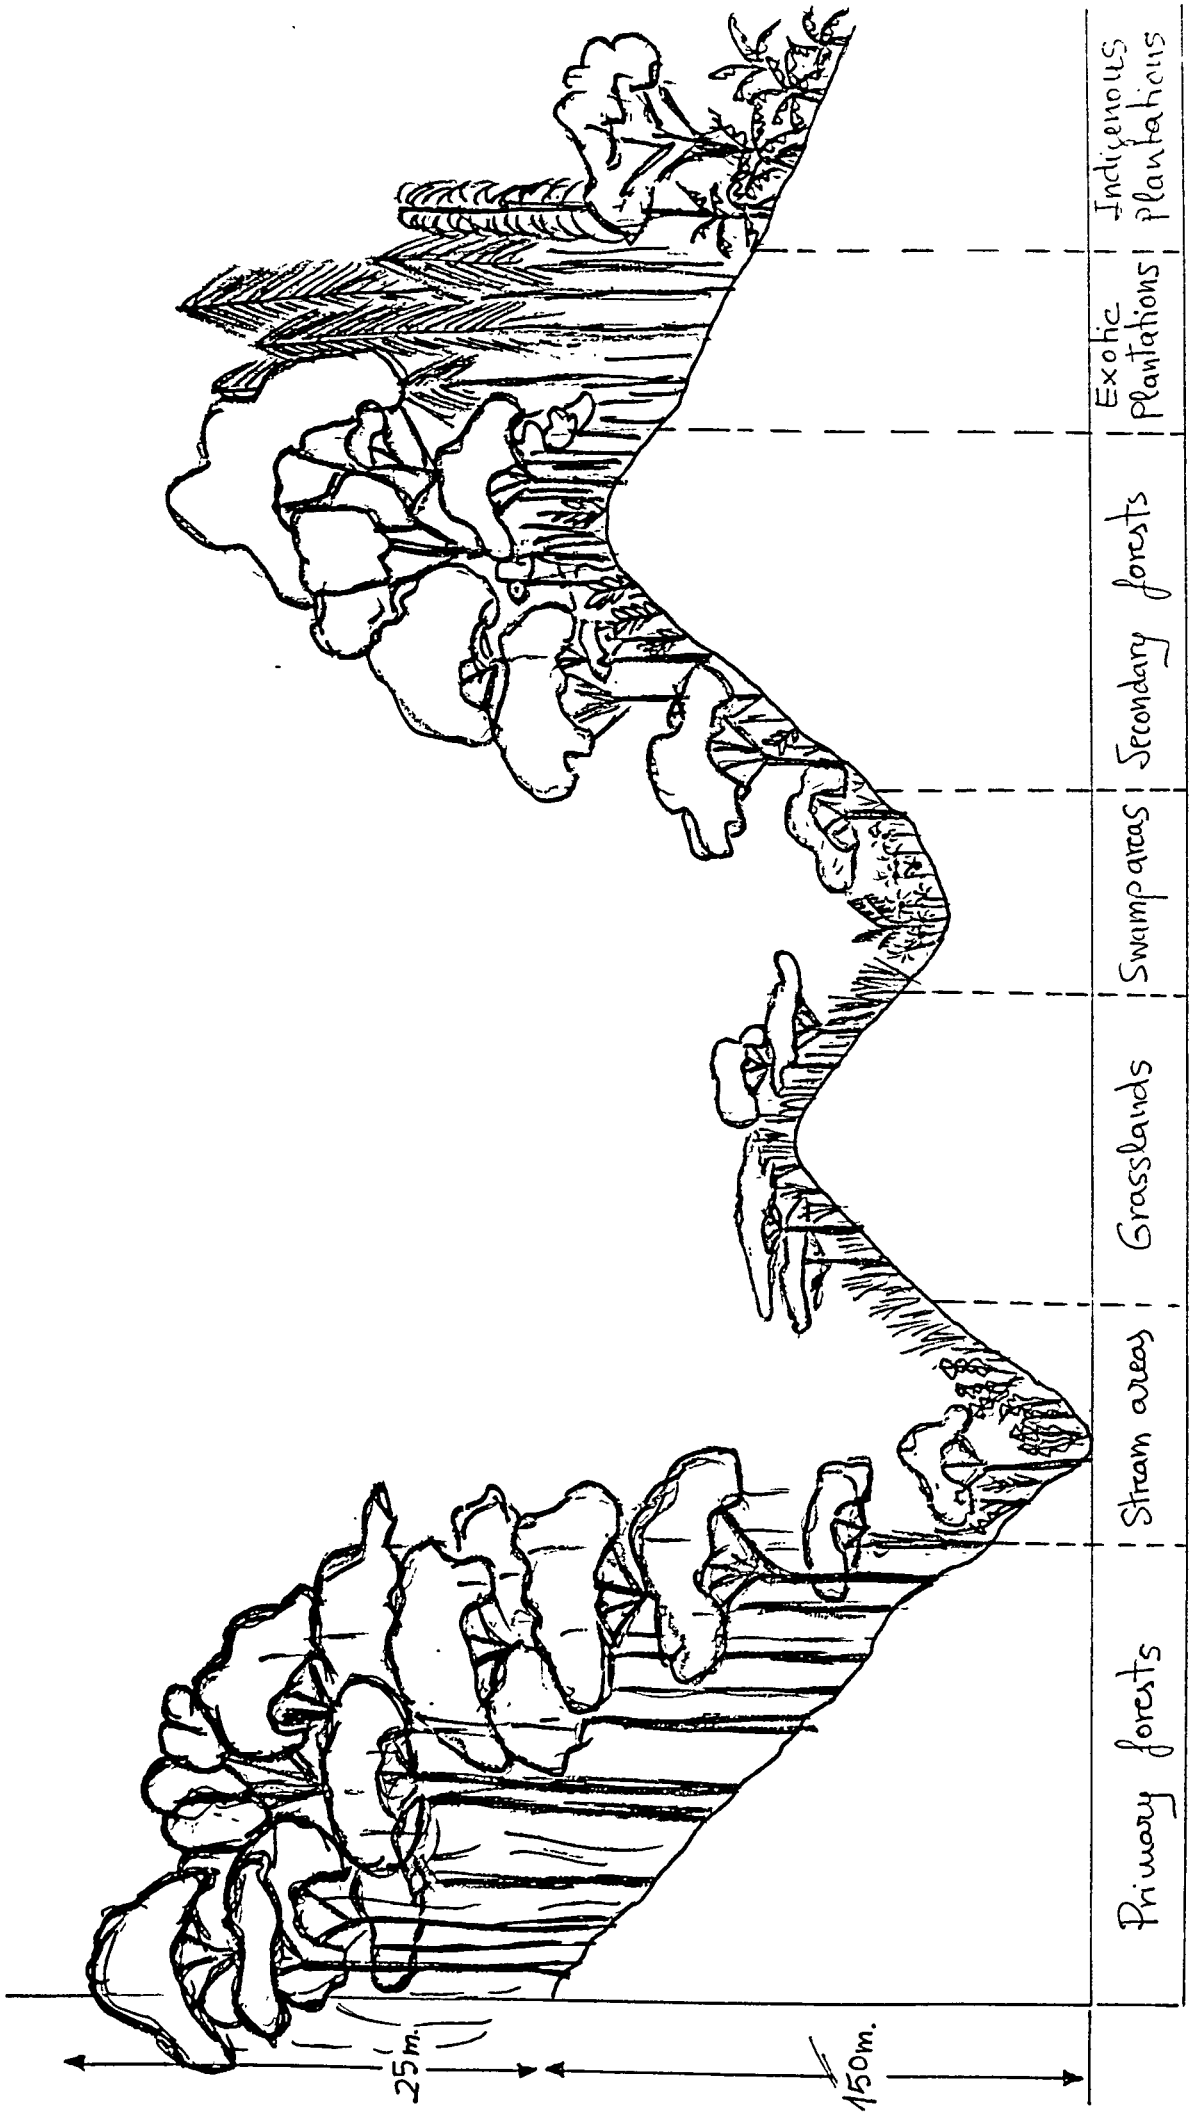 25m.
150m.
Primary forests
Stream areas
Grasslands
Swamp areas
Secondary forests
Exotic
plantations
Indigenous
plantations